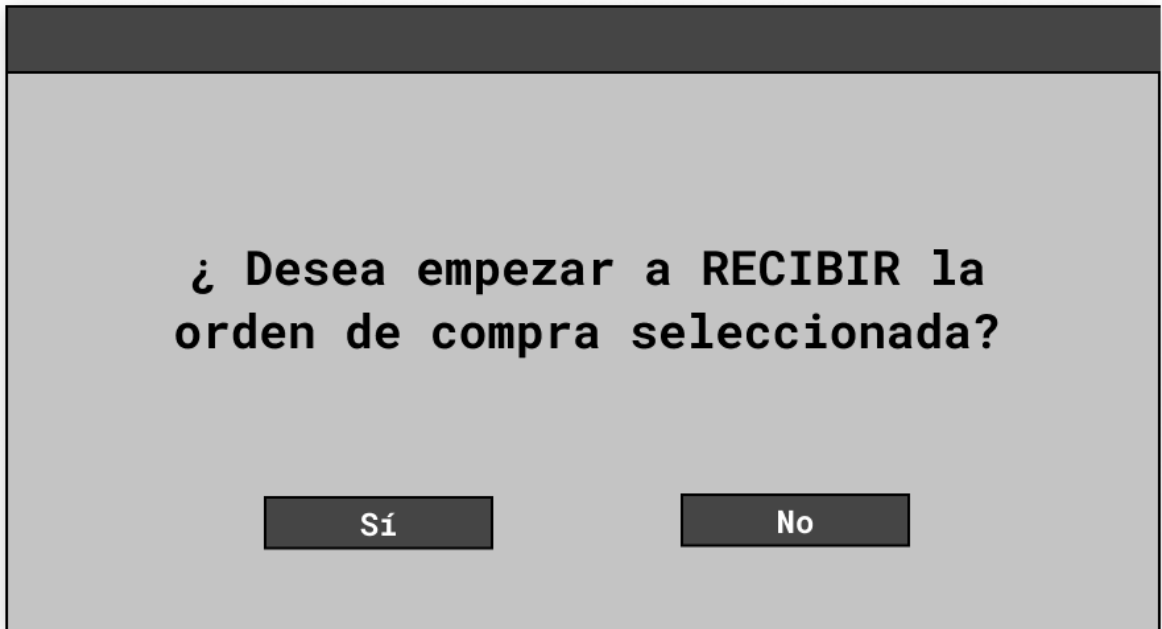 ¿ Desea empezar a RECIBIR la
orden de compra seleccionada?
Sí
No